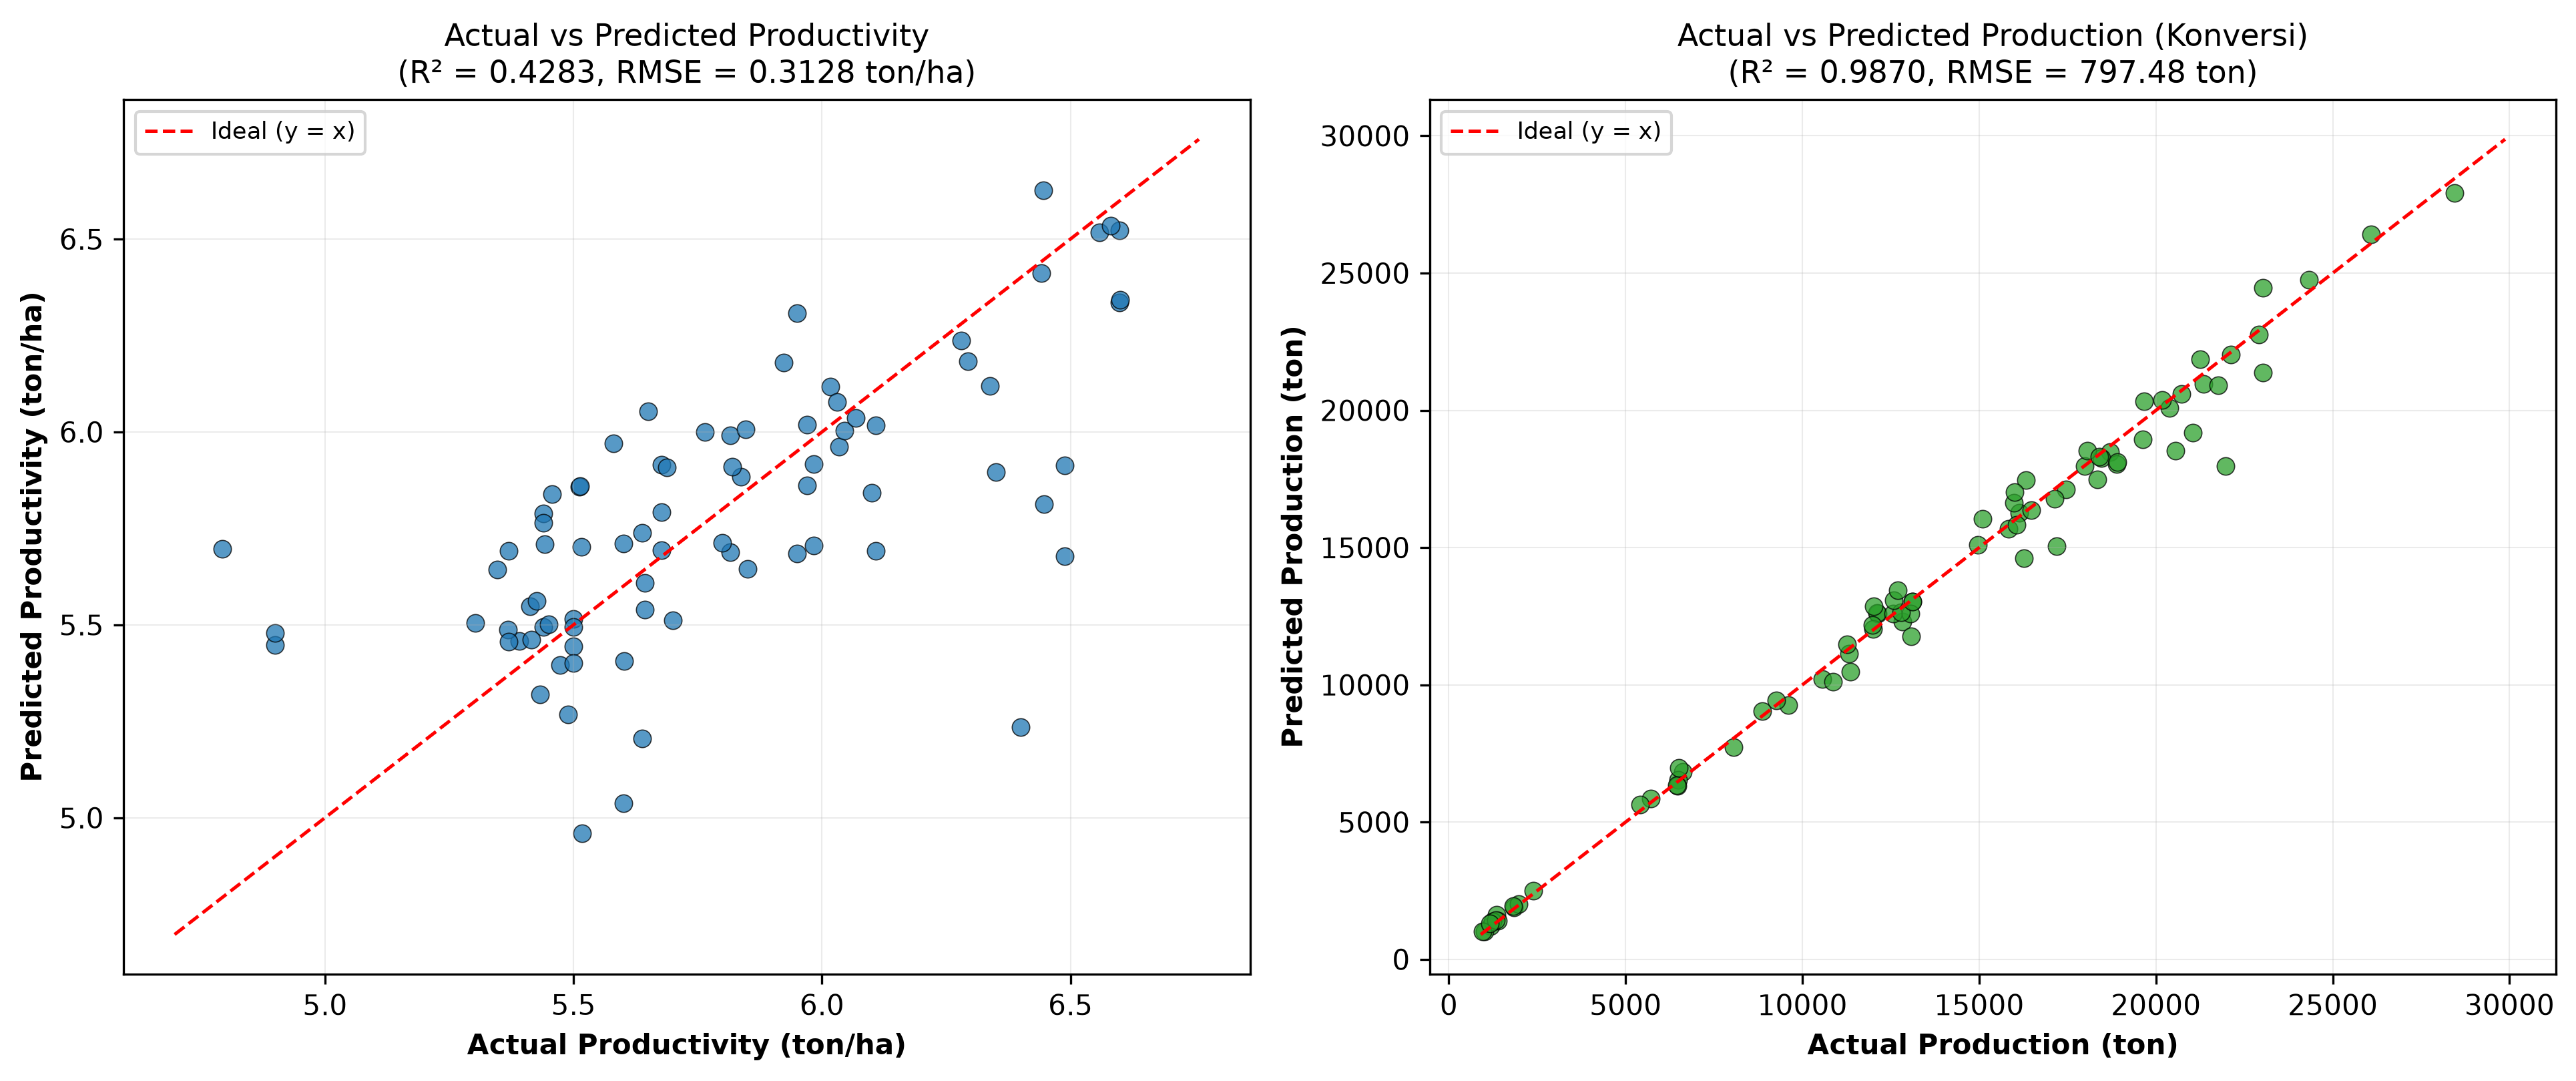 Actual vs Predicted Productivity
(R² = 0.4283, RMSE = 0.3128 ton/ha)
Ideal (y = x)
6.5
6.0
5.5
5.0
Predicted Productivity (ton/ha)
5.0 5.5 6.0 6.5
Actual Productivity (ton/ha)
Actual vs Predicted Production (Konversi)
(R² = 0.9870, RMSE = 797.48 ton)
Ideal (y = x)
30000
25000
20000
15000
10000
5000
0
Predicted Production (ton)
0 5000 10000 15000 20000 25000 30000
Actual Production (ton)